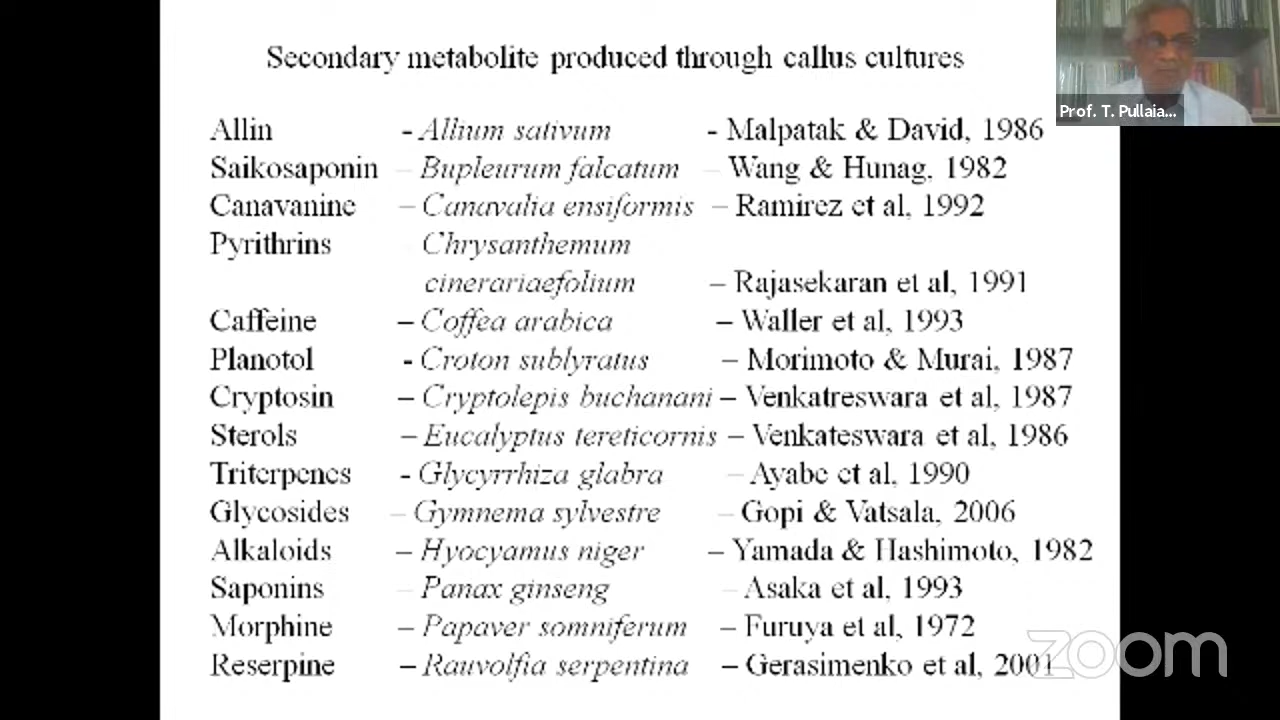 Secondary metabolite produced through callus cultures
Prof. T. Pullaia...
Allin - Allium sativum - Malpatak & David, 1986
Saikosaponin – Bupleurum falcatum – Wang & Hunag, 1982
Canavanine – Canavalia ensiformis – Ramirez et al, 1992
Pyrithrins – Chrysanthemum
cinerariaefolium – Rajasekaran et al, 1991
Caffeine – Coffea arabica – Waller et al, 1993
Planotol - Croton sublyratus – Morimoto & Murai, 1987
Cryptosin – Cryptolepis buchanani – Venkatreswara et al, 1987
Sterols – Eucalyptus tereticornis – Venkateswara et al, 1986
Triterpenes - Glycyrrhiza glabra – Ayabe et al, 1990
Glycosides – Gymnema sylvestre – Gopi & Vatsala, 2006
Alkaloids – Hyocyamus niger – Yamada & Hashimoto, 1982
Saponins – Panax ginseng – Asaka et al, 1993
Morphine – Papaver somniferum – Furuya et al, 1972
Reserpine – Rauvolfia serpentina – Gerasimenko et al, 2001
zoom